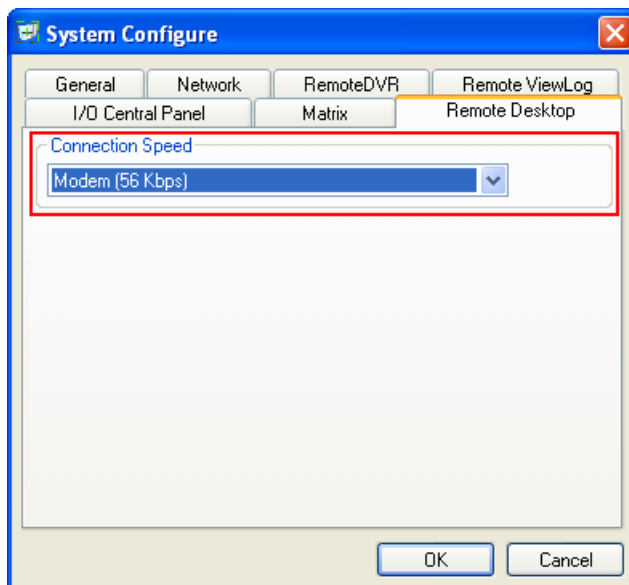 System Configure
General Network RemoteDVR Remote ViewLog
I/O Central Panel Matrix Remote Desktop
Connection Speed
Modem (56 Kbps)
OK Cancel